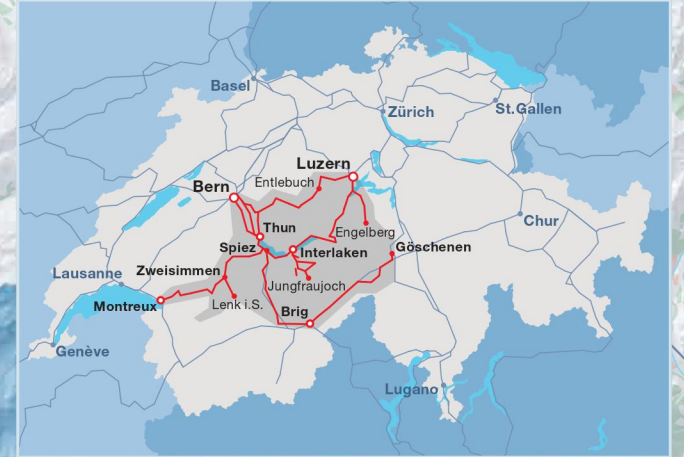 Basel
Zürich
St.Gallen
Luzern
Bern
Entlebuch
Chur
Thun
Engelberg
Spiez
Interlaken
Göschenen
Zweisimmen
Lausanne
Jungfraujoch
Montreux
Lenk i.S.
Brig
Genève
Lugano